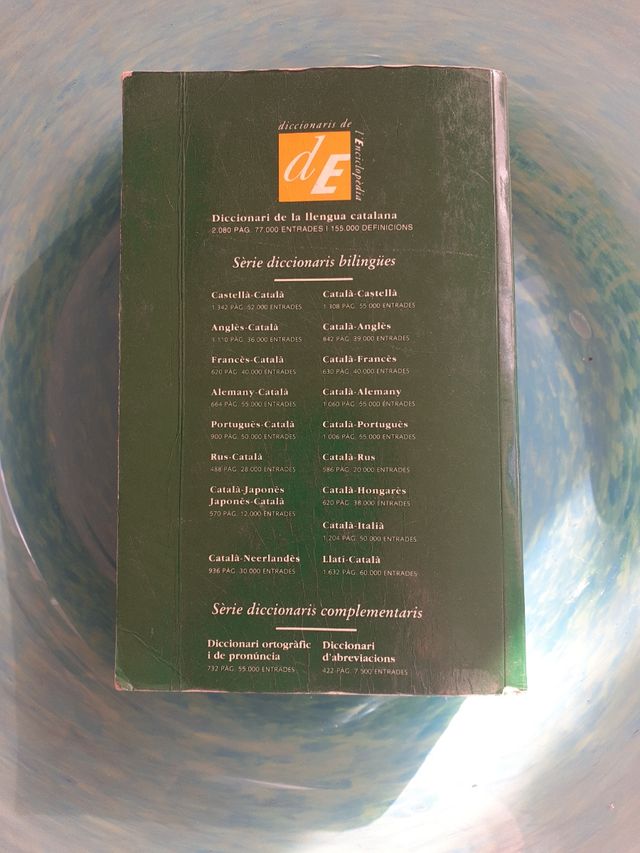 diccionaris de
l'Enciclopèdia
dE
Diccionari de la llengua catalana
2.080 PÀG. 77.000 ENTRADES I 155.000 DEFINICIONS
Sèrie diccionaris bilingües
Castellà-Català
1.342 PÀG. 52.000 ENTRADES
Català-Castellà
1.308 PÀG. 55.000 ENTRADES
Anglès-Català
1.110 PÀG. 36.000 ENTRADES
Català-Anglès
842 PÀG. 39.000 ENTRADES
Francès-Català
620 PÀG. 40.000 ENTRADES
Català-Francès
630 PÀG. 40.000 ENTRADES
Alemany-Català
664 PÀG. 55.000 ENTRADES
Català-Alemany
1.060 PÀG. 55.000 ENTRADES
Portuguès-Català
900 PÀG. 50.000 ENTRADES
Català-Portuguès
1.006 PÀG. 55.000 ENTRADES
Rus-Català
488 PÀG. 28.000 ENTRADES
Català-Rus
586 PÀG. 20.000 ENTRADES
Català-Japonès
Japonès-Català
570 PÀG. 12.000 ENTRADES
Català-Hongarès
620 PÀG. 38.000 ENTRADES
Català-Italià
1.204 PÀG. 50.000 ENTRADES
Català-Neerlandès
936 PÀG. 30.000 ENTRADES
Llatí-Català
1.632 PÀG. 60.000 ENTRADES
Sèrie diccionaris complementaris
Diccionari ortogràfic
i de pronúncia
732 PÀG. 55.000 ENTRADES
Diccionari
d'abreviacions
422 PÀG. 7.500 ENTRADES